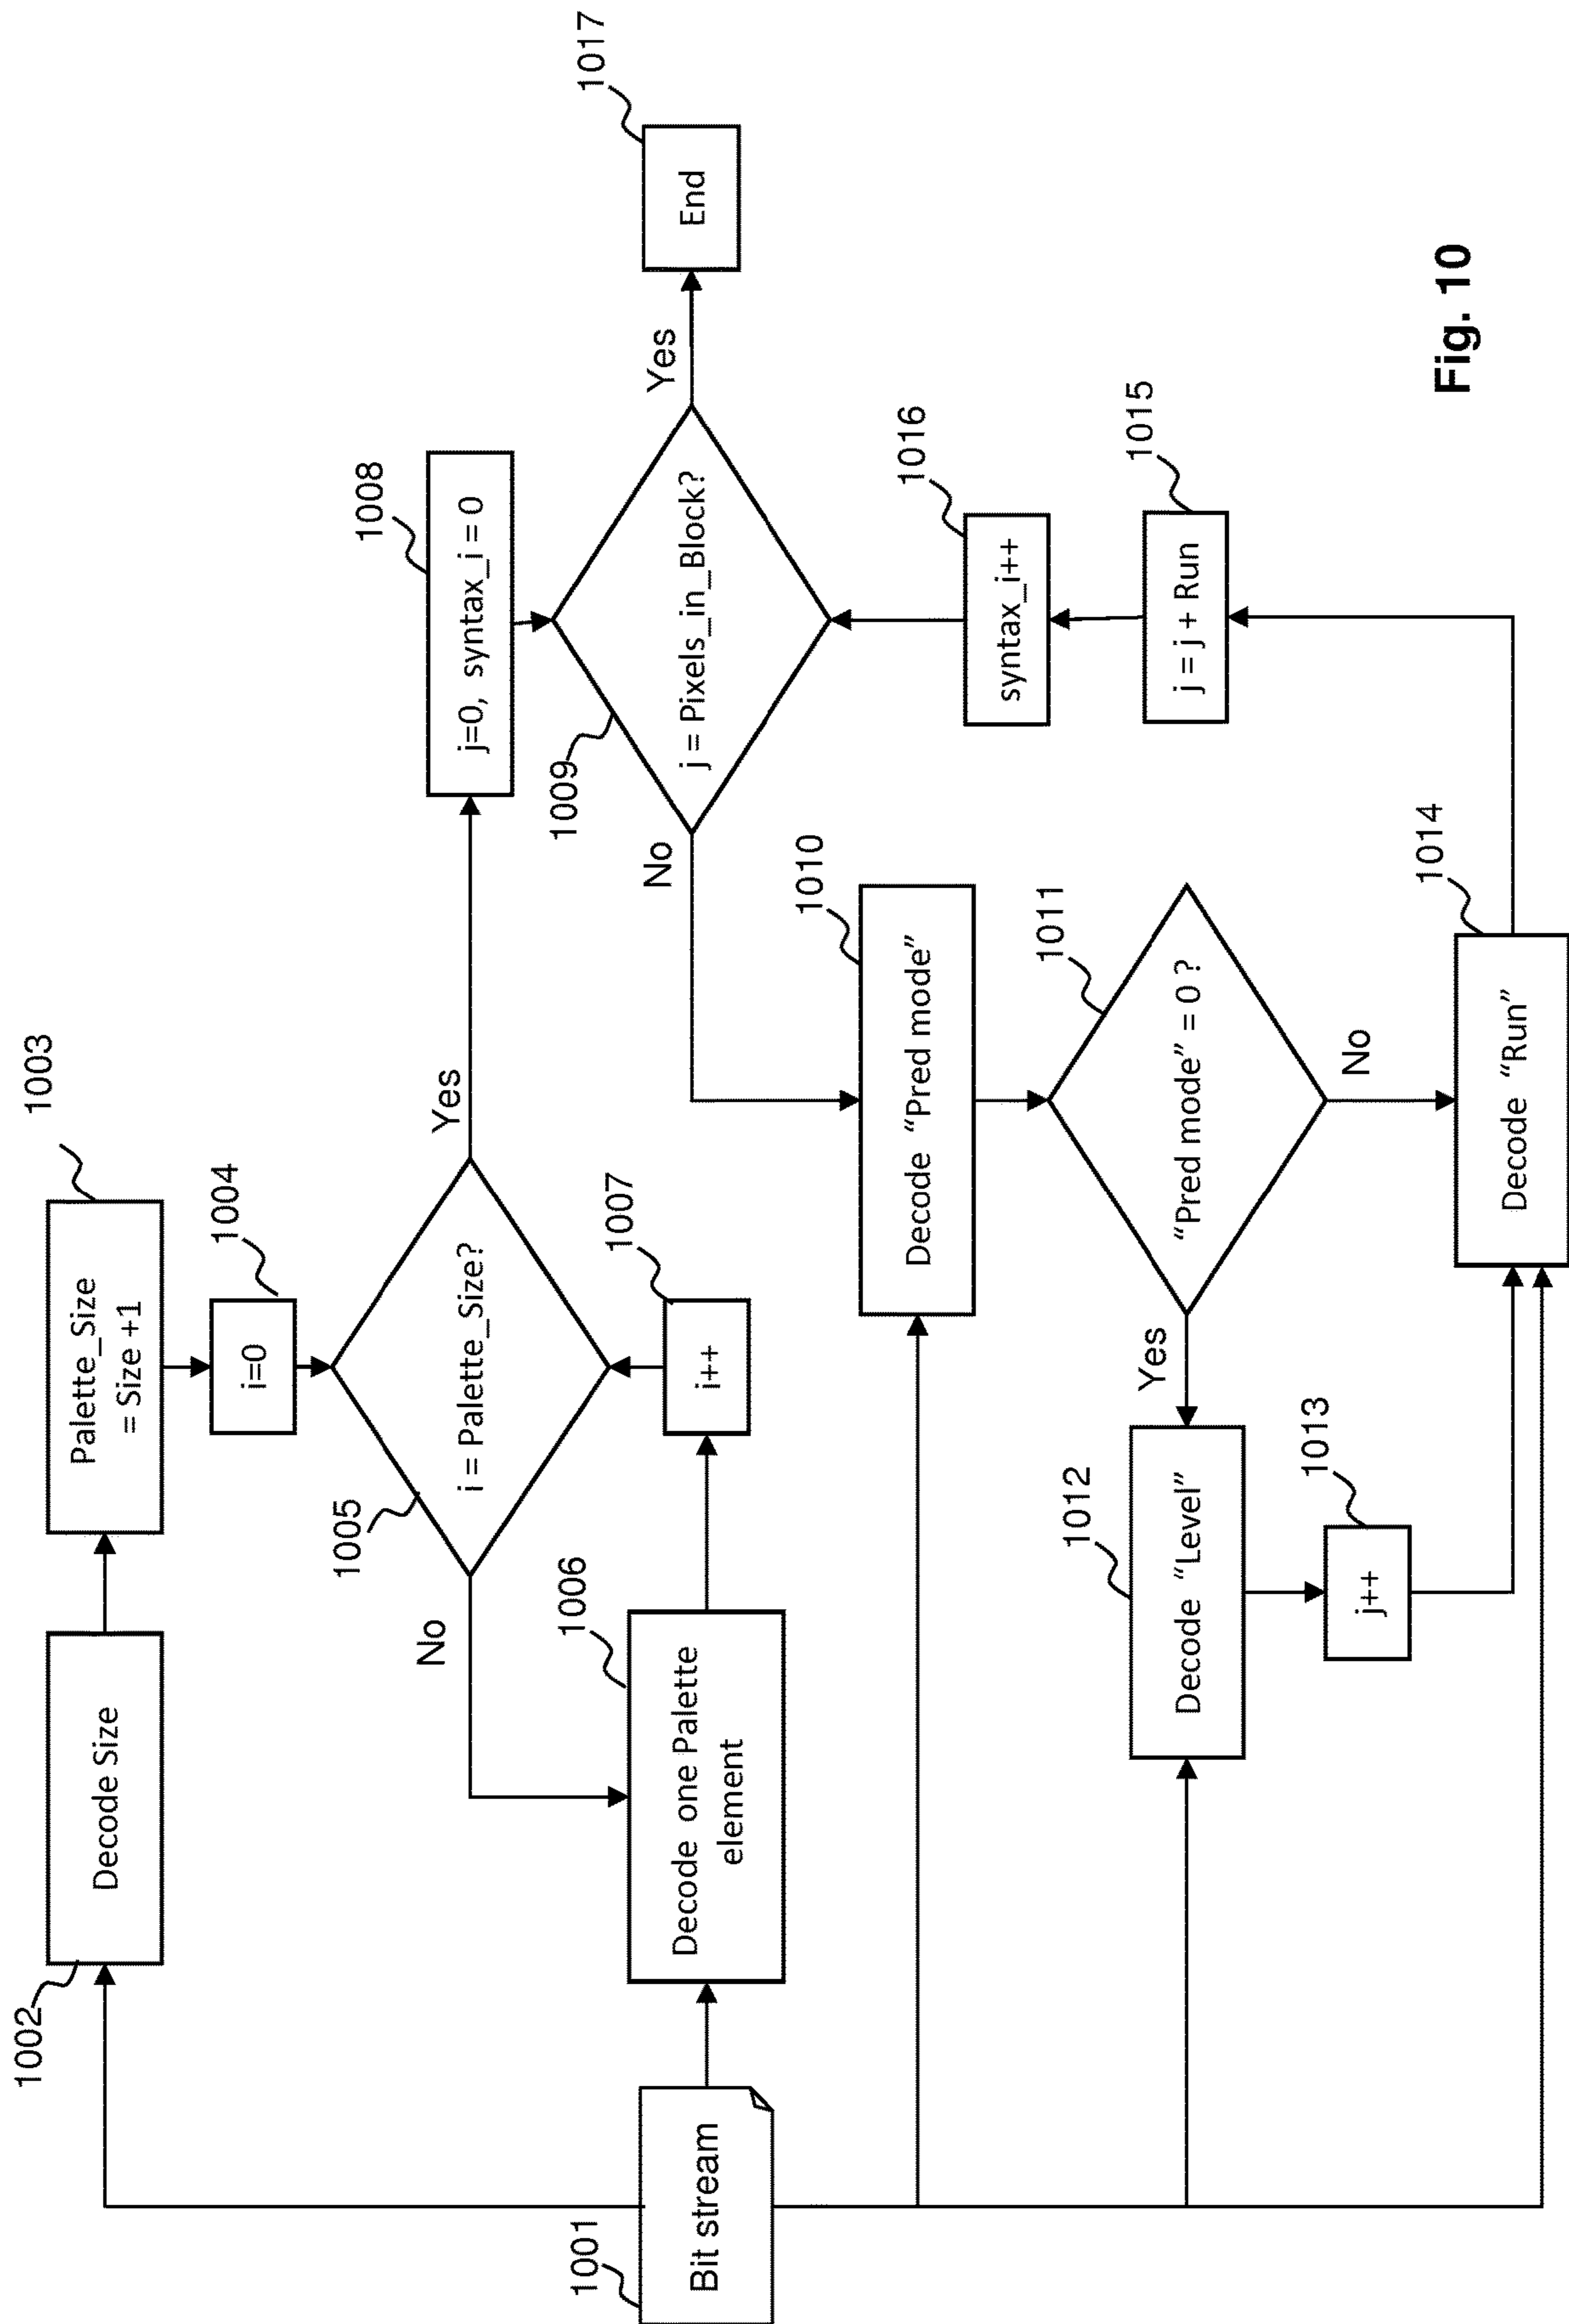 1001
Bit stream
1002
Decode Size
1003
Palette_Size
= Size +1
1004
i=0
1005
i = Palette_Size?
No
Yes
1006
Decode one Palette
element
1007
i++
1008
j=0, syntax_i = 0
1009
j = Pixels_in_Block?
No
Yes
1017
End
1010
Decode “Pred mode”
1011
“Pred mode” = 0 ?
Yes
No
1012
Decode “Level”
1013
j++
1014
Decode “Run”
1015
j = j + Run
1016
syntax_i++
Fig. 10